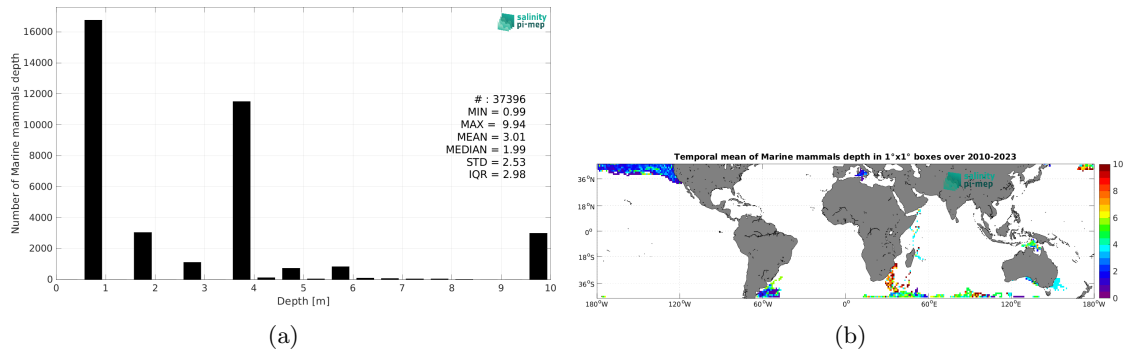 salinity
pi-mep
16000
14000
12000
10000
8000
6000
4000
2000
0
Number of Marine mammals depth
# : 37396
MIN = 0.99
MAX = 9.94
MEAN = 3.01
MEDIAN = 1.99
STD = 2.53
IQR = 2.98
0 1 2 3 4 5 6 7 8 9 10
Depth [m]
(a)
Temporal mean of Marine mammals depth in 1°x1° boxes over 2010-2023
salinity
pi-mep
36°N
18°N
0°
18°S
36°S
180°W 120°W 60°W 0° 60°E 120°E 180°W
10
8
6
4
2
0
(b)